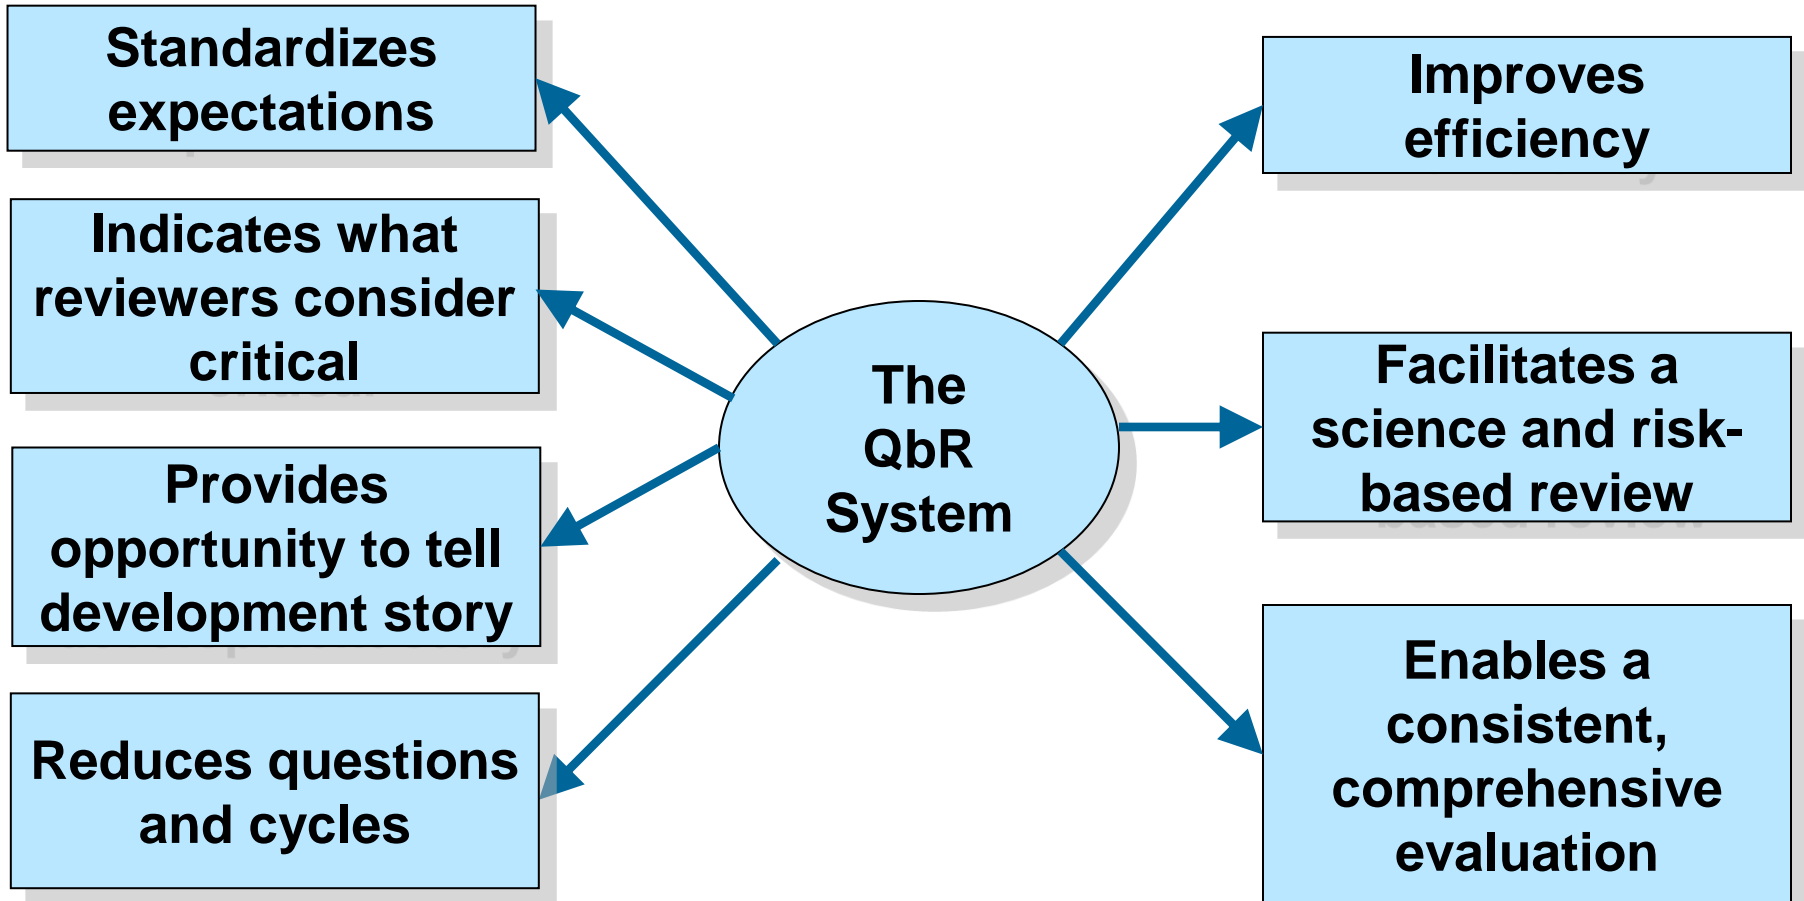 Standardizes
expectations
Indicates what
reviewers consider
critical
Provides
opportunity to tell
development story
Reduces questions
and cycles
The
QbR
System
Improves
efficiency
Facilitates a
science and risk-
based review
Enables a
consistent,
comprehensive
evaluation